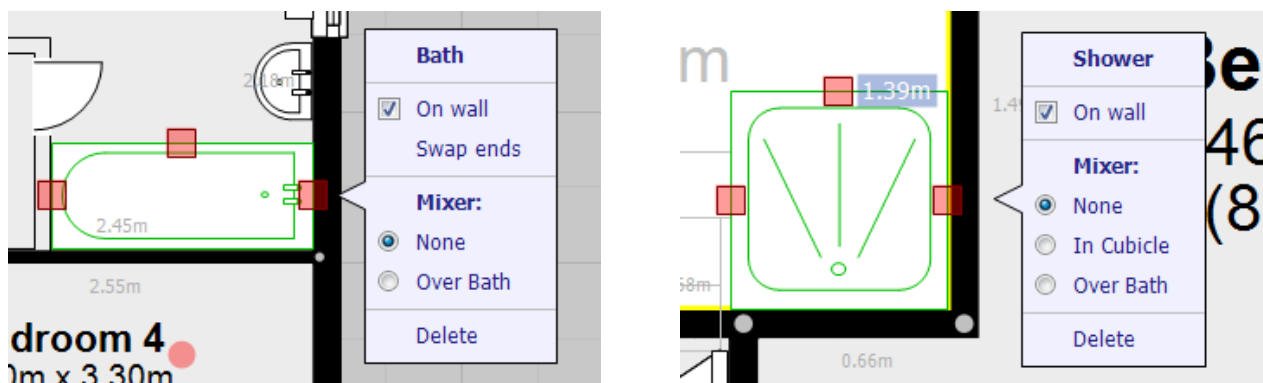 2.18m
2.45m
2.55m
droom 4
0m x 3.30m
Bath
On wall
Swap ends
Mixer:
None
Over Bath
Delete
m
1.39m
58m
0.66m
1.4
Be
46
(8
Shower
On wall
Mixer:
None
In Cubicle
Over Bath
Delete